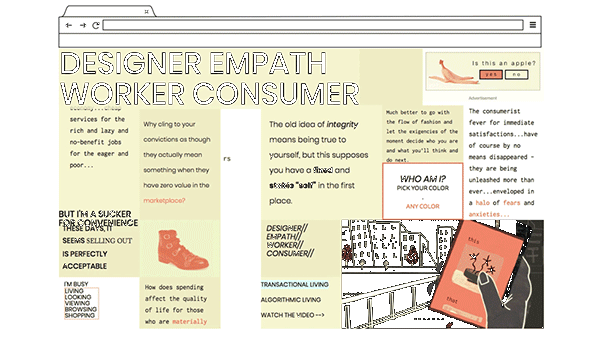 DESIGNER EMPATH
WORKER CONSUMER
Is this an apple?
yes
no
Advertisement
economy...cheap
services for the
rich and lazy and
no-benefit jobs
for the eager and
poor...
Why cling to your
convictions as though
they actually mean
something when they
have zero value in the
marketplace?
rs
The old idea of integrity
means being true to
yourself, but this supposes
you have a fixed and
stable "self" in the first
place.
Much better to go with
the flow of fashion and
let the exigencies of the
moment decide who you are
and what you'll think and
do next.
WHO AM I?
PICK YOUR COLOR
ANY COLOR
The consumerist
fever for immediate
satisfactions...have
of course by no
means disappeared -
they are being
unleashed more than
ever...enveloped in
a halo of fears and
anxieties...
BUT I'M A SUCKER
FOR CONVENIENCE
THESE DAYS, IT
SEEMS SELLING OUT
IS PERFECTLY
ACCEPTABLE
I'M BUSY
LIVING
LOOKING
VIEWING
BROWSING
SHOPPING
How does spending
affect the quality
of life for those
who are materially
DESIGNER//
EMPATH//
WORKER//
CONSUMER//
TRANSACTIONAL LIVING
ALGORITHMIC LIVING
WATCH THE VIDEO -->
this
that